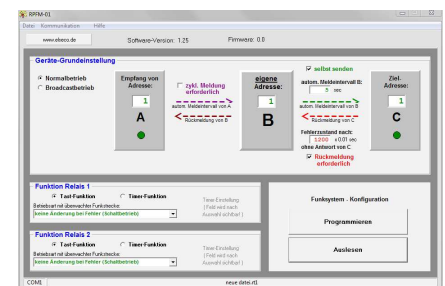 RPFM-01
Datei Kommunikation Hilfe
www.ebeco.de Software-Version: 1.25 Firmware: 0.0
Geräte-Grundeinstellung
Normalbetrieb
Broadcastbetrieb
Empfang von
Adresse:
1
A
zykl. Meldung
erforderlich
autom. Meldeintervall von A
Rückmeldung von B
eigene
Adresse:
1
B
selbst senden
autom. Meldeintervall B:
5 sec
autom. Meldeintervall von B
Rückmeldung von C
Fehlerzustand nach:
1200 x 0.01 sec
ohne Antwort von C
Rückmeldung
erforderlich
Ziel-
Adresse:
1
C
Funktion Relais 1
Tast-Funktion Timer-Funktion
Betriebsart mit überwachter Funkstrecke:
keine Änderung bei Fehler (Schaltbetrieb)
Timer-Einstellung
(Feld wird nach
Auswahl sichtbar)
Funktion Relais 2
Tast-Funktion Timer-Funktion
Betriebsart mit überwachter Funkstrecke:
keine Änderung bei Fehler (Schaltbetrieb)
Timer-Einstellung
(Feld wird nach
Auswahl sichtbar)
Funksystem - Konfiguration
Programmieren
Auslesen
COM1 neue datei.rf1